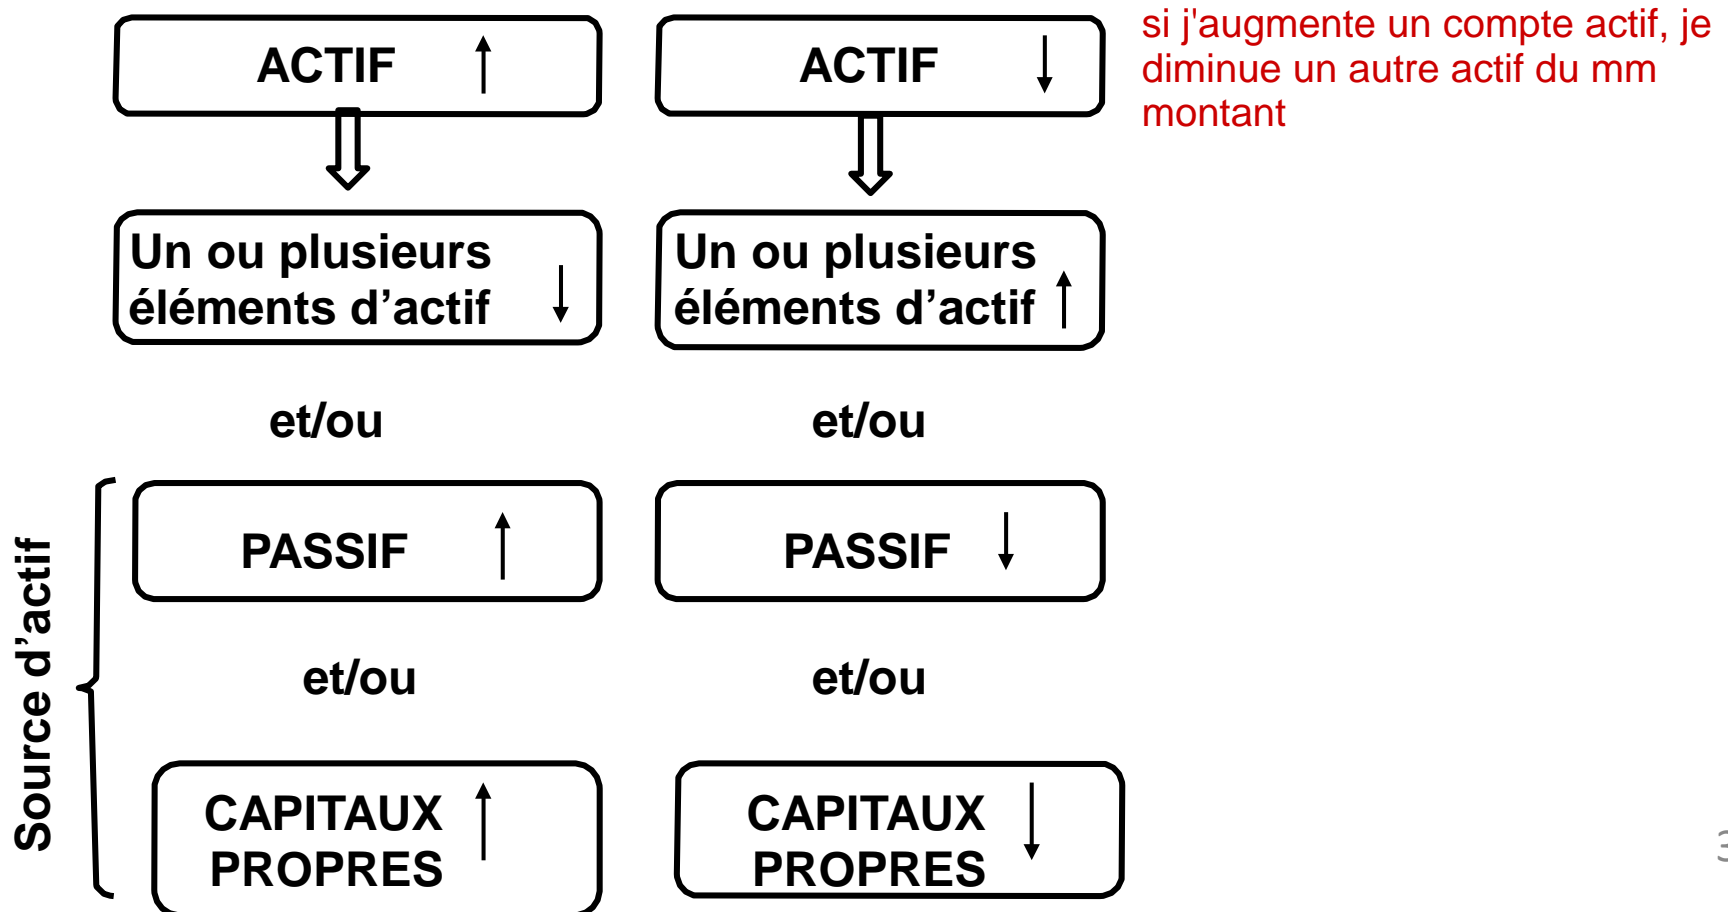 ACTIF
ACTIF
si j'augmente un compte actif, je
diminue un autre actif du mm
montant
Un ou plusieurs
éléments d’actif
Un ou plusieurs
éléments d’actif
et/ou
et/ou
Source d’actif
PASSIF
PASSIF
et/ou
et/ou
CAPITAUX
PROPRES
CAPITAUX
PROPRES